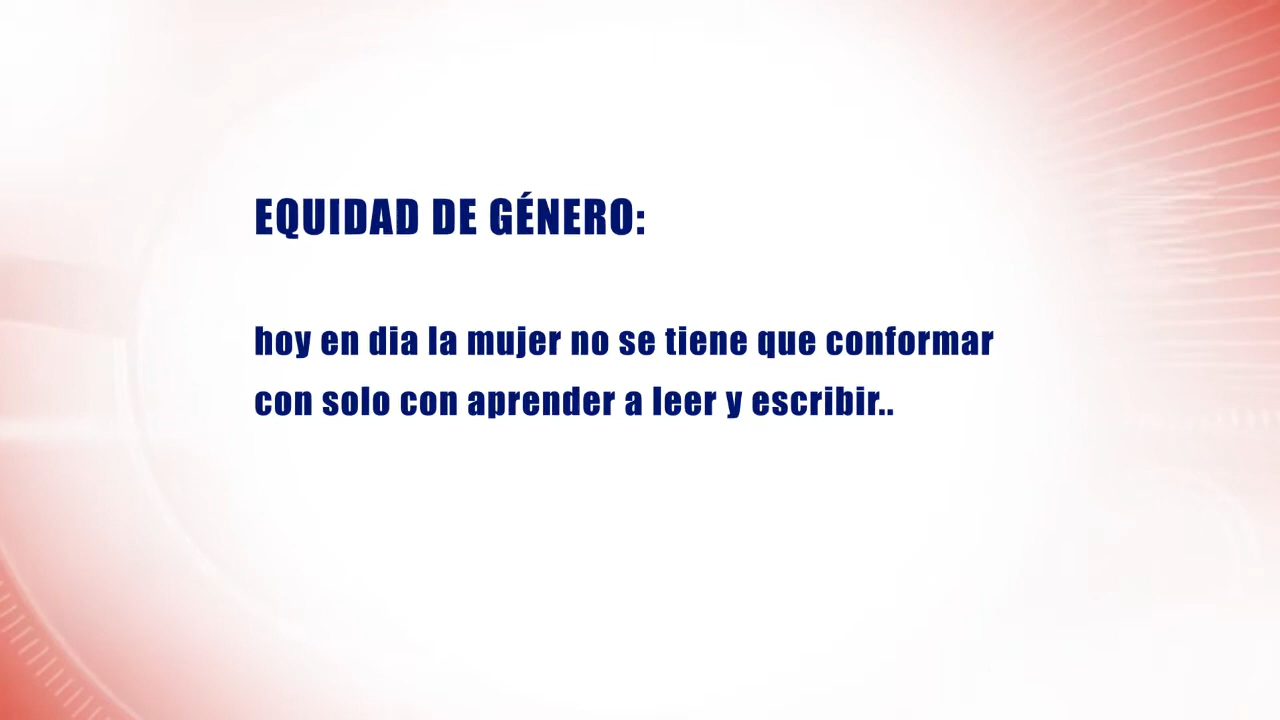 EQUIDAD DE GÉNERO:
hoy en dia la mujer no se tiene que conformar
con solo con aprender a leer y escribir..